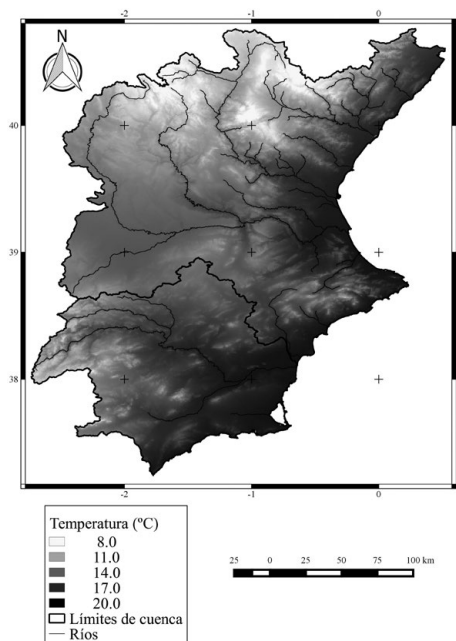 -2 -1 0
N
40
39
38
-2 -1 0
Temperatura (ºC)
8.0
11.0
14.0
17.0
20.0
Límites de cuenca
Ríos
25 0 25 50 75 100 km